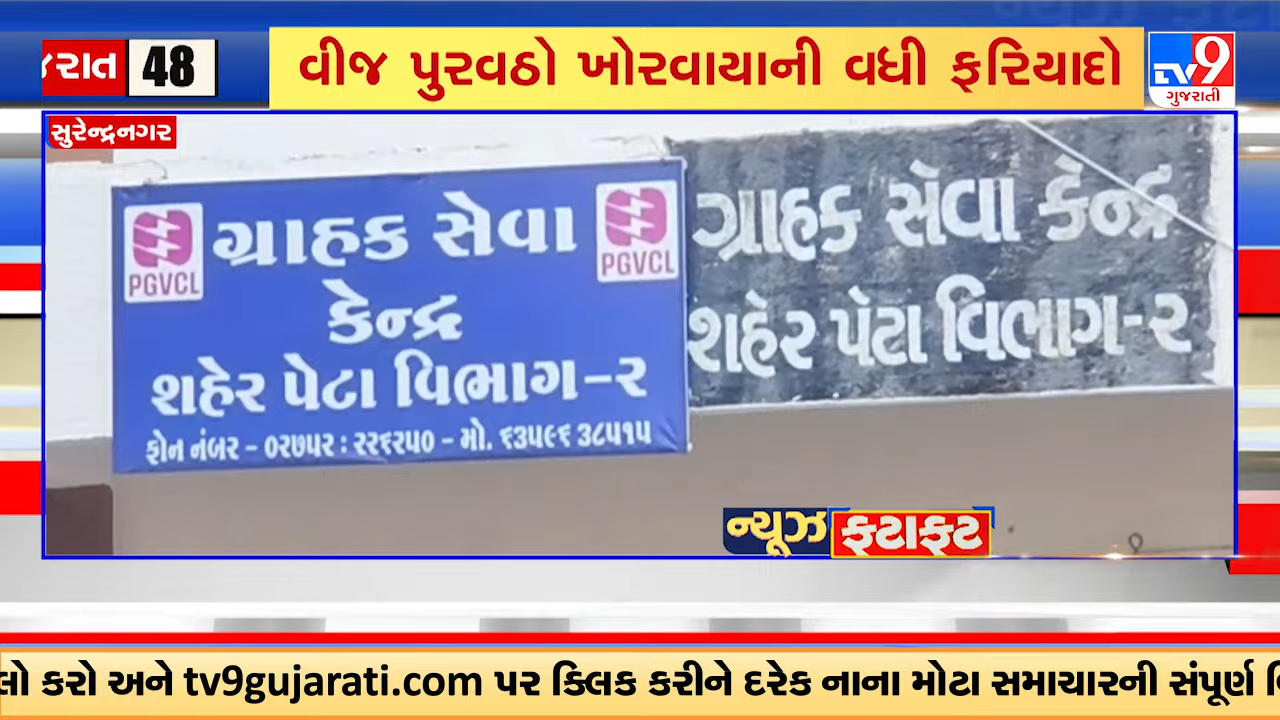 જરાત 48
વીજ પુરવઠો ખોરવાયાની વધી ફરિયાદો
TV9
ગુજરાતી
સુરેન્દ્રનગર
PGVCL
ગ્રાહક સેવા
PGVCL
કેન્દ્ર
શહેર પેટા વિભાગ-૨
ફોન નંબર - ૦૨૭૫૨ : ૨૨૬૨૫૦ - મો. ૬૩૫૯૬ ૩૮૫૧૫
ગ્રાહક સેવા કેન્દ્ર
શહેર પેટા વિભાગ-૨
ન્યૂઝ ફટાફટ
લો કરો અને tv9gujarati.com પર ક્લિક કરીને દરેક નાના મોટા સમાચારની સંપૂર્ણ